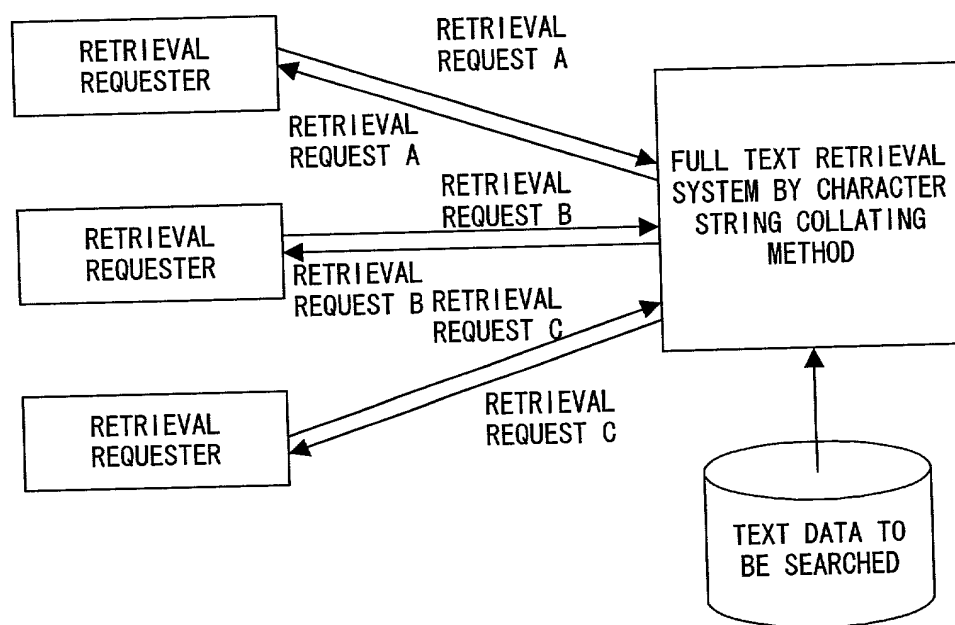 RETRIEVAL
REQUESTER
RETRIEVAL
REQUEST A
RETRIEVAL
REQUEST A
FULL TEXT RETRIEVAL
SYSTEM BY CHARACTER
STRING COLLATING
METHOD
RETRIEVAL
REQUESTER
RETRIEVAL
REQUEST B
RETRIEVAL
REQUEST B
RETRIEVAL
REQUEST C
RETRIEVAL
REQUESTER
RETRIEVAL
REQUEST C
TEXT DATA TO
BE SEARCHED